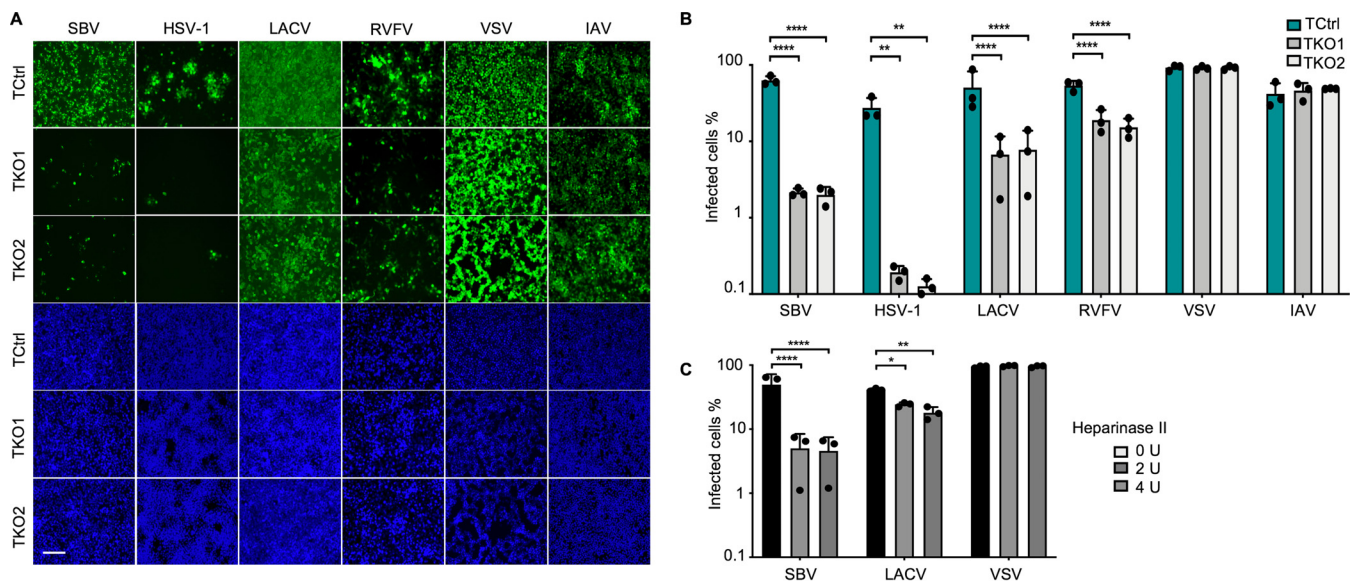 A
SBV HSV-1 LACV RVFV VSV IAV
TCtrl
TKO1
TKO2
TCtrl
TKO1
TKO2
B
TCtrl
TKO1
TKO2
**** ** **** ****
**** ** **** ****
Infected cells %
100
10
1
0.1
SBV HSV-1 LACV RVFV VSV IAV
C
**** **
**** *
Infected cells %
100
10
1
0.1
SBV LACV VSV
Heparinase II
0 U
2 U
4 U